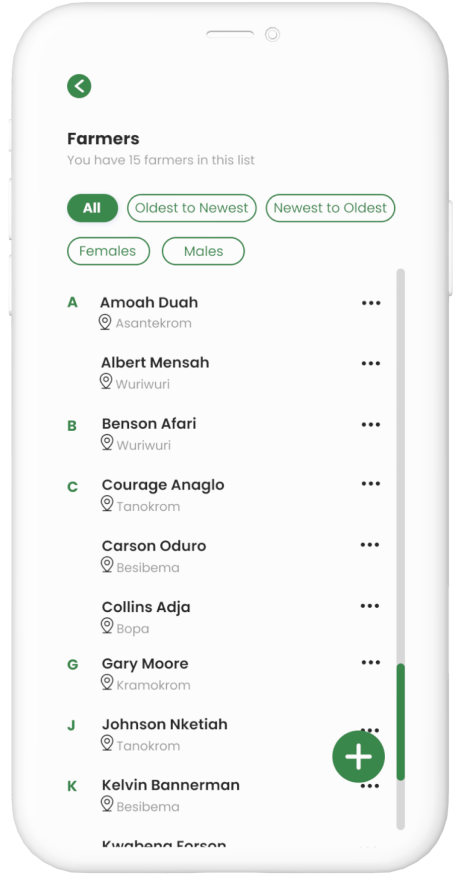 Farmers
You have 15 farmers in this list
All Oldest to Newest Newest to Oldest
Females Males
A Amoah Duah
Asantekrom
Albert Mensah
Wuriwuri
B Benson Afari
Wuriwuri
C Courage Anaglo
Tanokrom
Carson Oduro
Besibema
Collins Adja
Bopa
G Gary Moore
Kramokrom
J Johnson Nketiah
Tanokrom
K Kelvin Bannerman
Besibema
Kwabena Forson